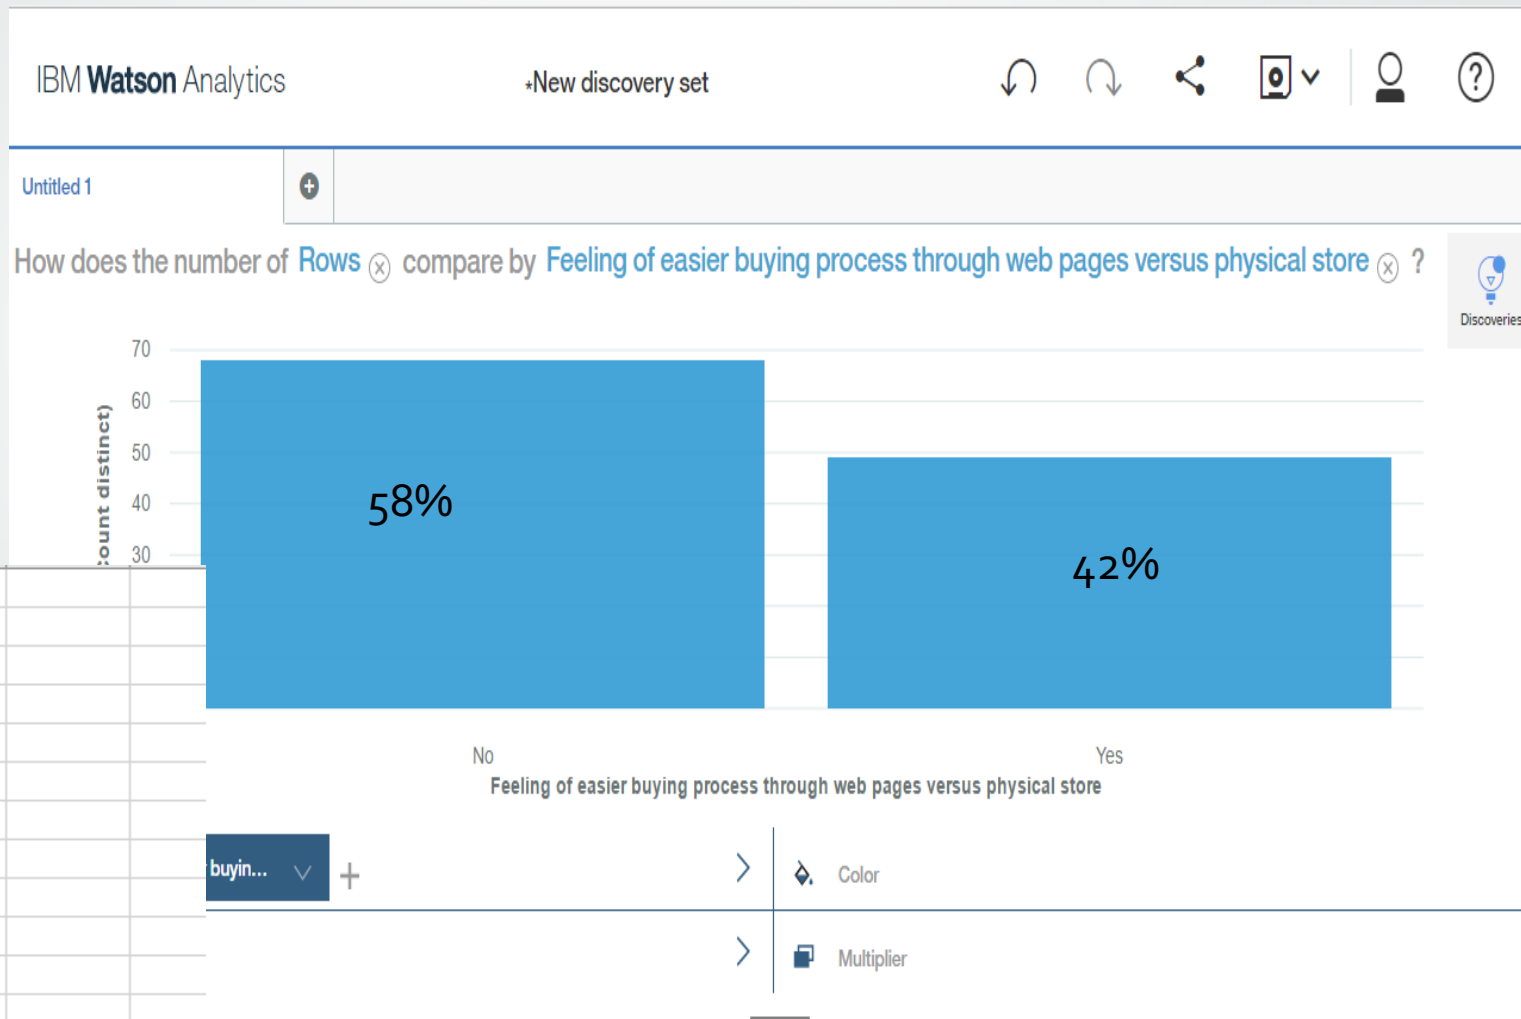 IBM Watson Analytics
*New discovery set
Untitled 1
How does the number of Rows compare by Feeling of easier buying process through web pages versus physical store ?
Discoveries
70
60
50
40
30
count distinct)
58%
42%
No
Yes
Feeling of easier buying process through web pages versus physical store
buyin...
Color
Multiplier